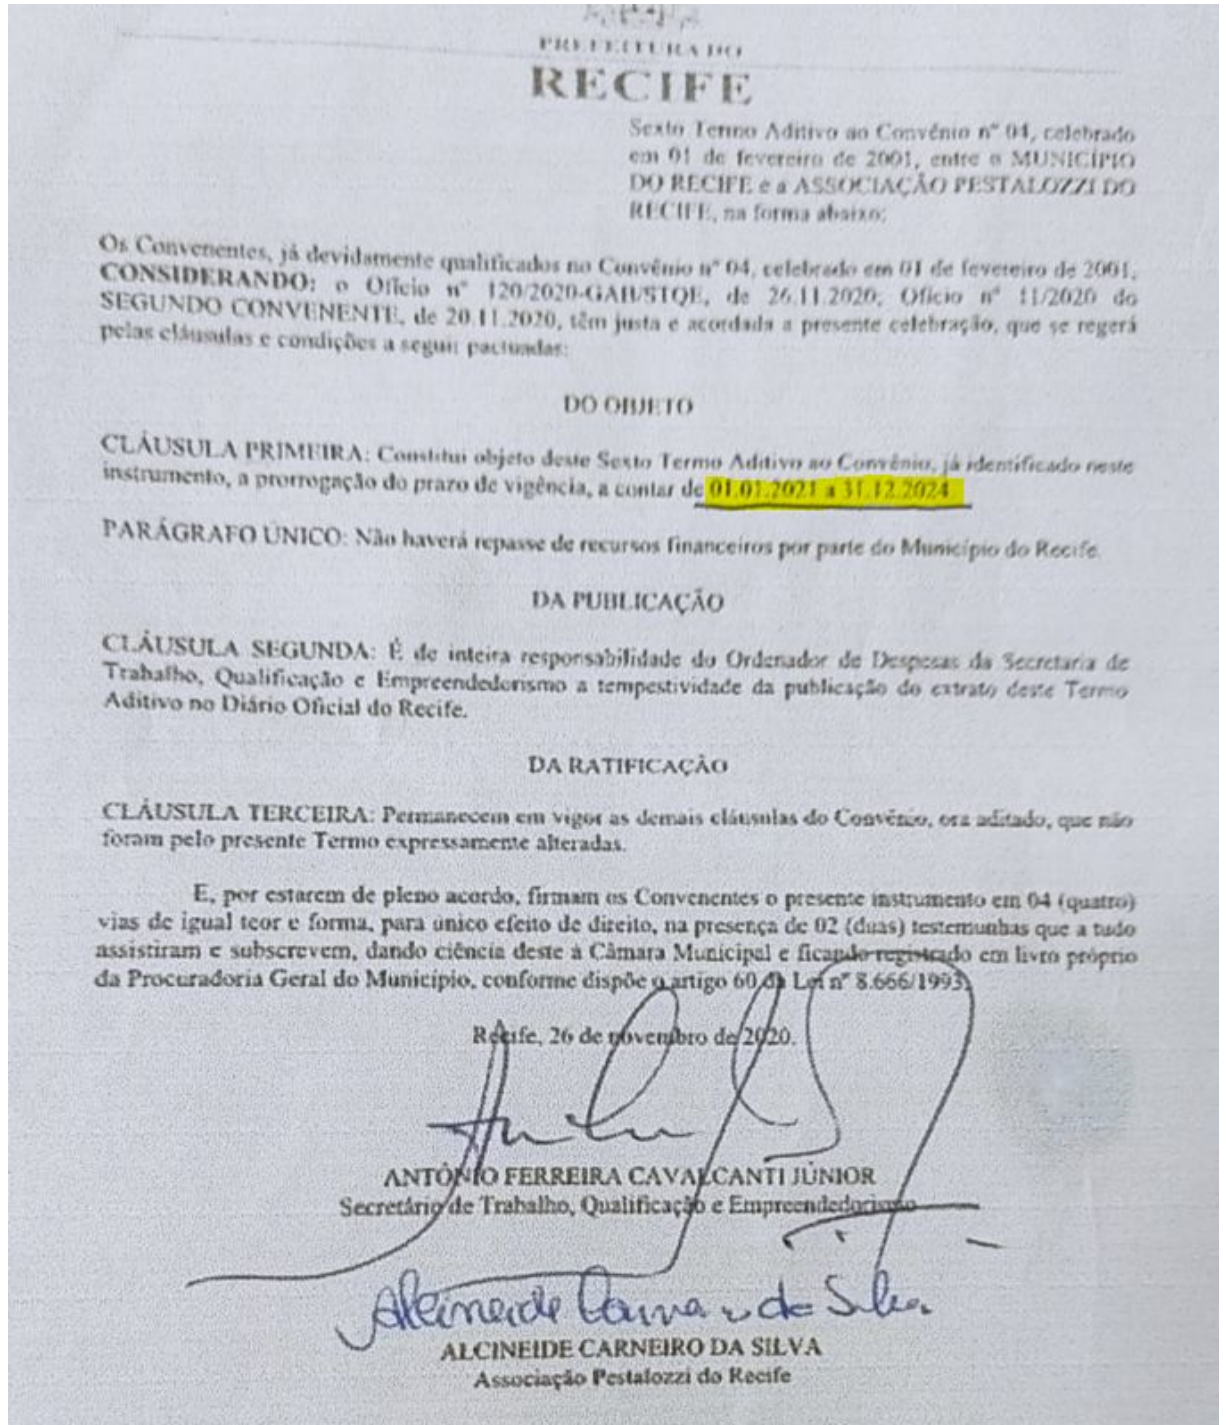 PREFEITURA DO
RECIFE
Sexto Termo Aditivo ao Convênio nº 04, celebrado
em 01 de fevereiro de 2001, entre o MUNICÍPIO
DO RECIFE e a ASSOCIAÇÃO PESTALOZZI DO
RECIFE, na forma abaixo:
Os Convenentes, já devidamente qualificados no Convênio nº 04, celebrado em 01 de fevereiro de 2001,
CONSIDERANDO: o Ofício nº 120/2020-GAB/STQE, de 26.11.2020; Ofício nº 11/2020 do
SEGUNDO CONVENENTE, de 20.11.2020, têm justa e acordada a presente celebração, que se regerá
pelas cláusulas e condições a seguir pactuadas:
DO OBJETO
CLÁUSULA PRIMEIRA: Constitui objeto deste Sexto Termo Aditivo ao Convênio, já identificado neste
instrumento, a prorrogação do prazo de vigência, a contar de 01.01.2021 a 31.12.2024
PARÁGRAFO ÚNICO: Não haverá repasse de recursos financeiros por parte do Município do Recife.
DA PUBLICAÇÃO
CLÁUSULA SEGUNDA: É de inteira responsabilidade do Ordenador de Despesas da Secretaria de
Trabalho, Qualificação e Empreendedorismo a tempestividade da publicação do extrato deste Termo
Aditivo no Diário Oficial do Recife.
DA RATIFICAÇÃO
CLÁUSULA TERCEIRA: Permanecem em vigor as demais cláusulas do Convênio, ora aditado, que não
foram pelo presente Termo expressamente alteradas.
E, por estarem de pleno acordo, firmam os Convenentes o presente instrumento em 04 (quatro)
vias de igual teor e forma, para único efeito de direito, na presença de 02 (duas) testemunhas que a tudo
assistiram e subscrevem, dando ciência deste à Câmara Municipal e ficando registrado em livro próprio
da Procuradoria Geral do Município, conforme dispõe o artigo 60 da Lei nº 8.666/1993.
Recife, 26 de novembro de 2020.
ANTÔNIO FERREIRA CAVALCANTI JÚNIOR
Secretário de Trabalho, Qualificação e Empreendedorismo
Alcineide Carneiro da Silva
ALCINEIDE CARNEIRO DA SILVA
Associação Pestalozzi do Recife